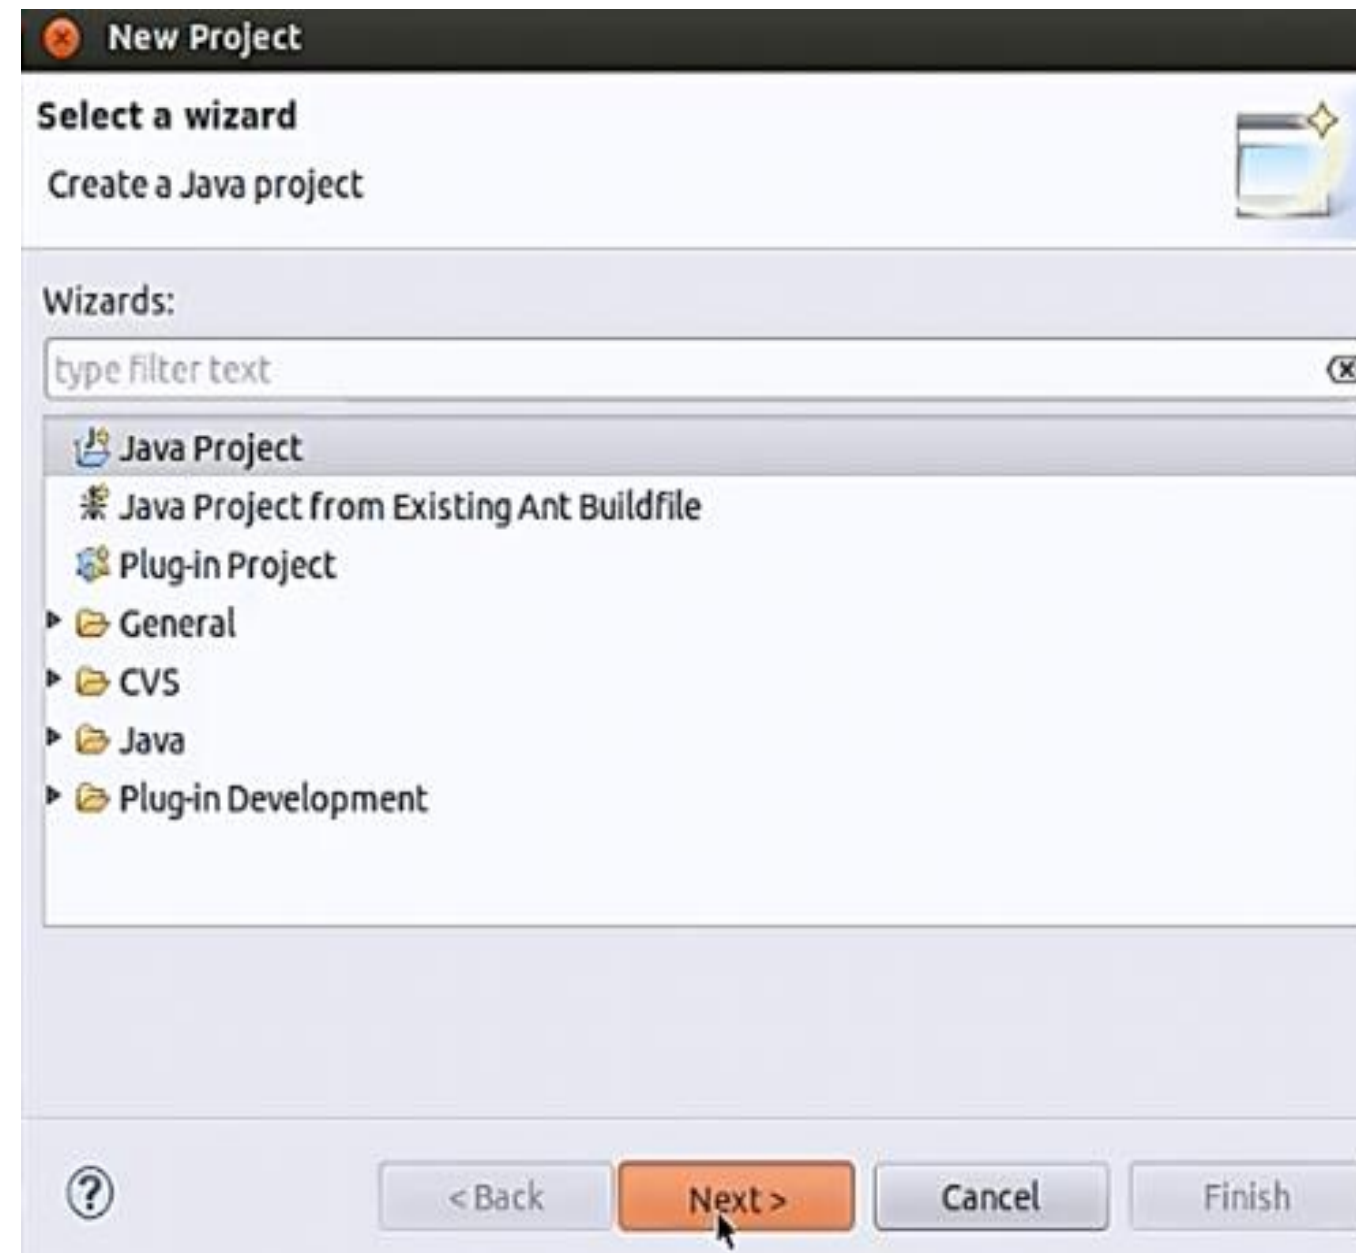 New Project
Select a wizard
Create a Java project
Wizards:
type filter text
Java Project
Java Project from Existing Ant Buildfile
Plug-in Project
General
CVS
Java
Plug-in Development
?
< Back
Next >
Cancel
Finish